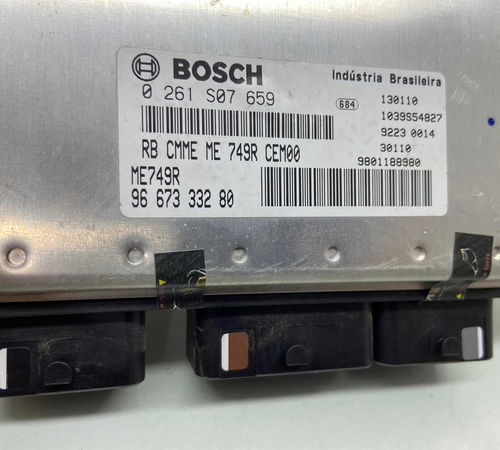 BOSCH
Indústria Brasileira
0 261 S07 659
684
130110
1039S54827
9223 0014
RB CMME ME 749R CEM00
30110
9801188980
ME749R
96 673 332 80